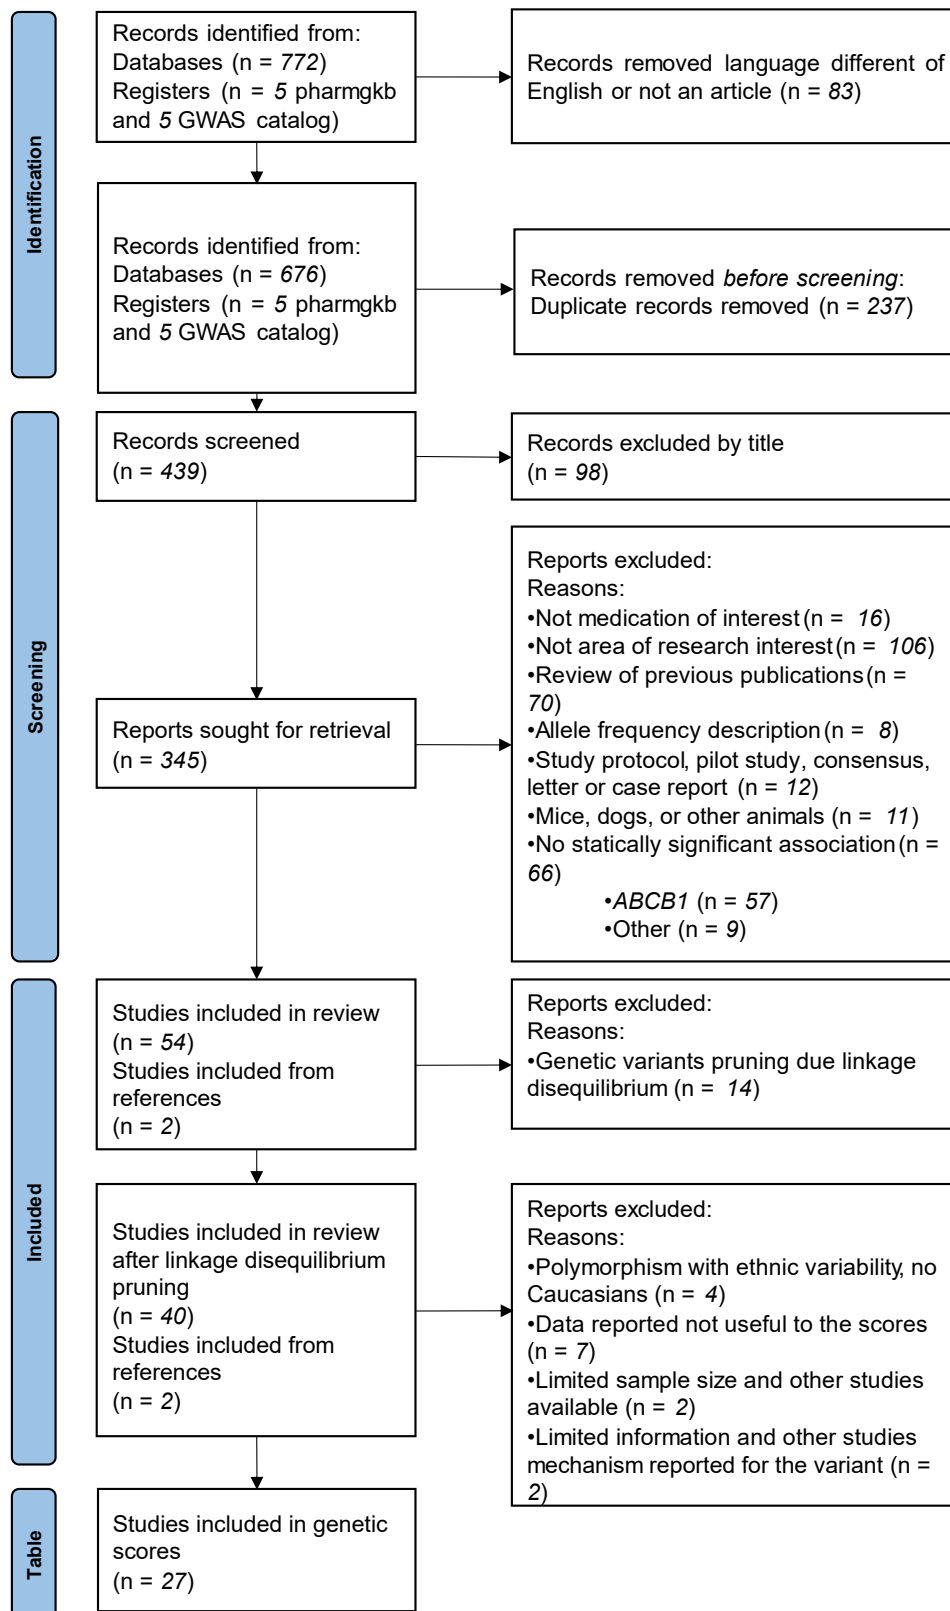 Identification
Records identified from:
Databases (n = 772)
Registers (n = 5 pharmgkb
and 5 GWAS catalog)
Records removed language different of
English or not an article (n = 83)
Records identified from:
Databases (n = 676)
Registers (n = 5 pharmgkb
and 5 GWAS catalog)
Records removed before screening:
Duplicate records removed (n = 237)
Screening
Records screened
(n = 439)
Records excluded by title
(n = 98)
Reports sought for retrieval
(n = 345)
Reports excluded:
Reasons:
•Not medication of interest (n = 16)
•Not area of research interest (n = 106)
•Review of previous publications (n =
70)
•Allele frequency description (n = 8)
•Study protocol, pilot study, consensus,
letter or case report (n = 12)
•Mice, dogs, or other animals (n = 11)
•No statically significant association (n =
66)
•ABCB1 (n = 57)
•Other (n = 9)
Included
Studies included in review
(n = 54)
Studies included from
references
(n = 2)
Reports excluded:
Reasons:
•Genetic variants pruning due linkage
disequilibrium (n = 14)
Studies included in review
after linkage disequilibrium
pruning
(n = 40)
Studies included from
references
(n = 2)
Reports excluded:
Reasons:
•Polymorphism with ethnic variability, no
Caucasians (n = 4)
•Data reported not useful to the scores
(n = 7)
•Limited sample size and other studies
available (n = 2)
•Limited information and other studies
mechanism reported for the variant (n =
2)
Table
Studies included in genetic
scores
(n = 27)